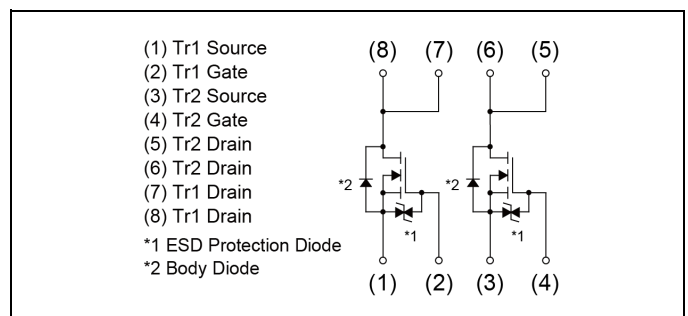 (1) Tr1 Source
(2) Tr1 Gate
(3) Tr2 Source
(4) Tr2 Gate
(5) Tr2 Drain
(6) Tr2 Drain
(7) Tr1 Drain
(8) Tr1 Drain
*1 ESD Protection Diode
*2 Body Diode
(8) (7) (6) (5)
*2 *2
*1 *1
(1) (2) (3) (4)